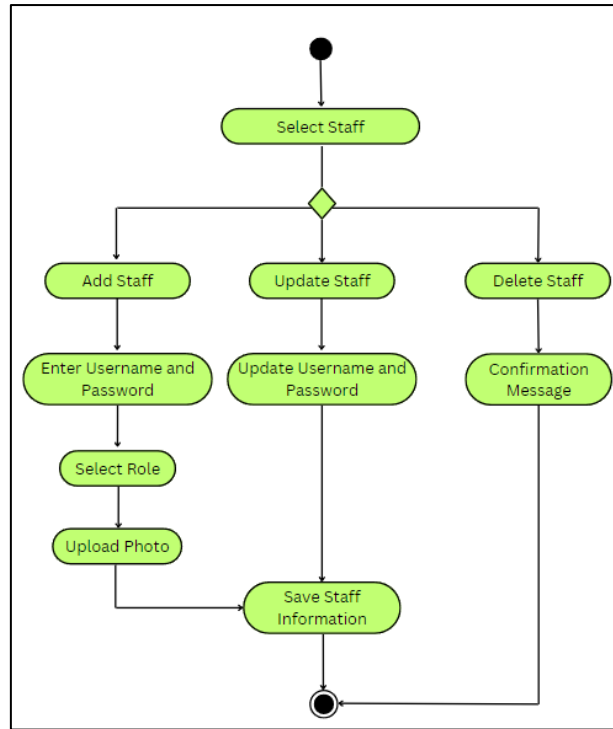 Select Staff
Add Staff
Update Staff
Delete Staff
Enter Username and
Password
Update Username and
Password
Confirmation
Message
Select Role
Upload Photo
Save Staff
Information